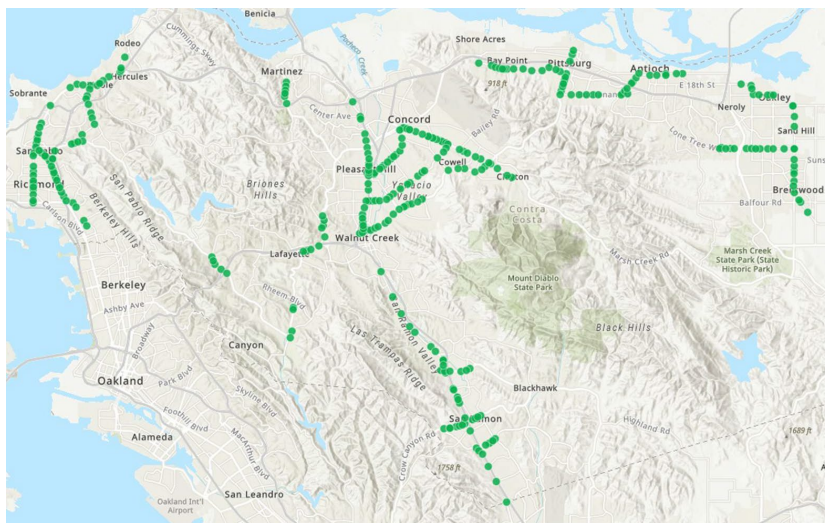 Benicia
Rodeo
Cummings Skwy
Pacheco Creek
Shore Acres
Hercules
Martinez
Bay Point
Pittsburg
Antioch
918 ft
E 18th St
Sobrante
Center Ave
Concord
Bailey Rd
Neroly
Oakley
Sand Hill
Lone Tree W
San Pablo
Pleasant Hill
Cowell
Clayton
Richmond
San Pablo Ridge
Briones
Hills
Ygnacio
Valley
Brentwood
Berkeley Hills
Balfour Rd
Carlson Blvd
Contra
Costa
Walnut Creek
Lafayette
Marsh Creek
State Park (State
Historic Park)
Marsh Creek Rd
Berkeley
Mount Diablo
State Park
Rheem Blvd
Ashby Ave
San Ramon Valley
Black Hills
Broadway
Canyon
Las Trampas Ridge
Oakland
Park Blvd
Skyline Blvd
Blackhawk
Foothill Blvd
San Ramon
Highland Rd
Alameda
MacArthur Blvd
Crow Canyon Rd
1689 ft
1758 ft
Oakland Int'l
Airport
San Leandro